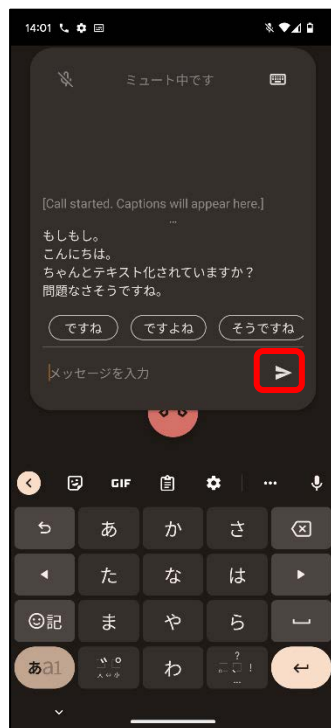 14:01
ミュート中です
[Call started. Captions will appear here.]
...
もしもし。
こんにちは。
ちゃんとテキスト化されていますか？
問題なさそうですね。
ですね ですよね そうですね
メッセージを入力
GIF
あ か さ
た な は
記 ま や ら
あa1 わ 、。?!…